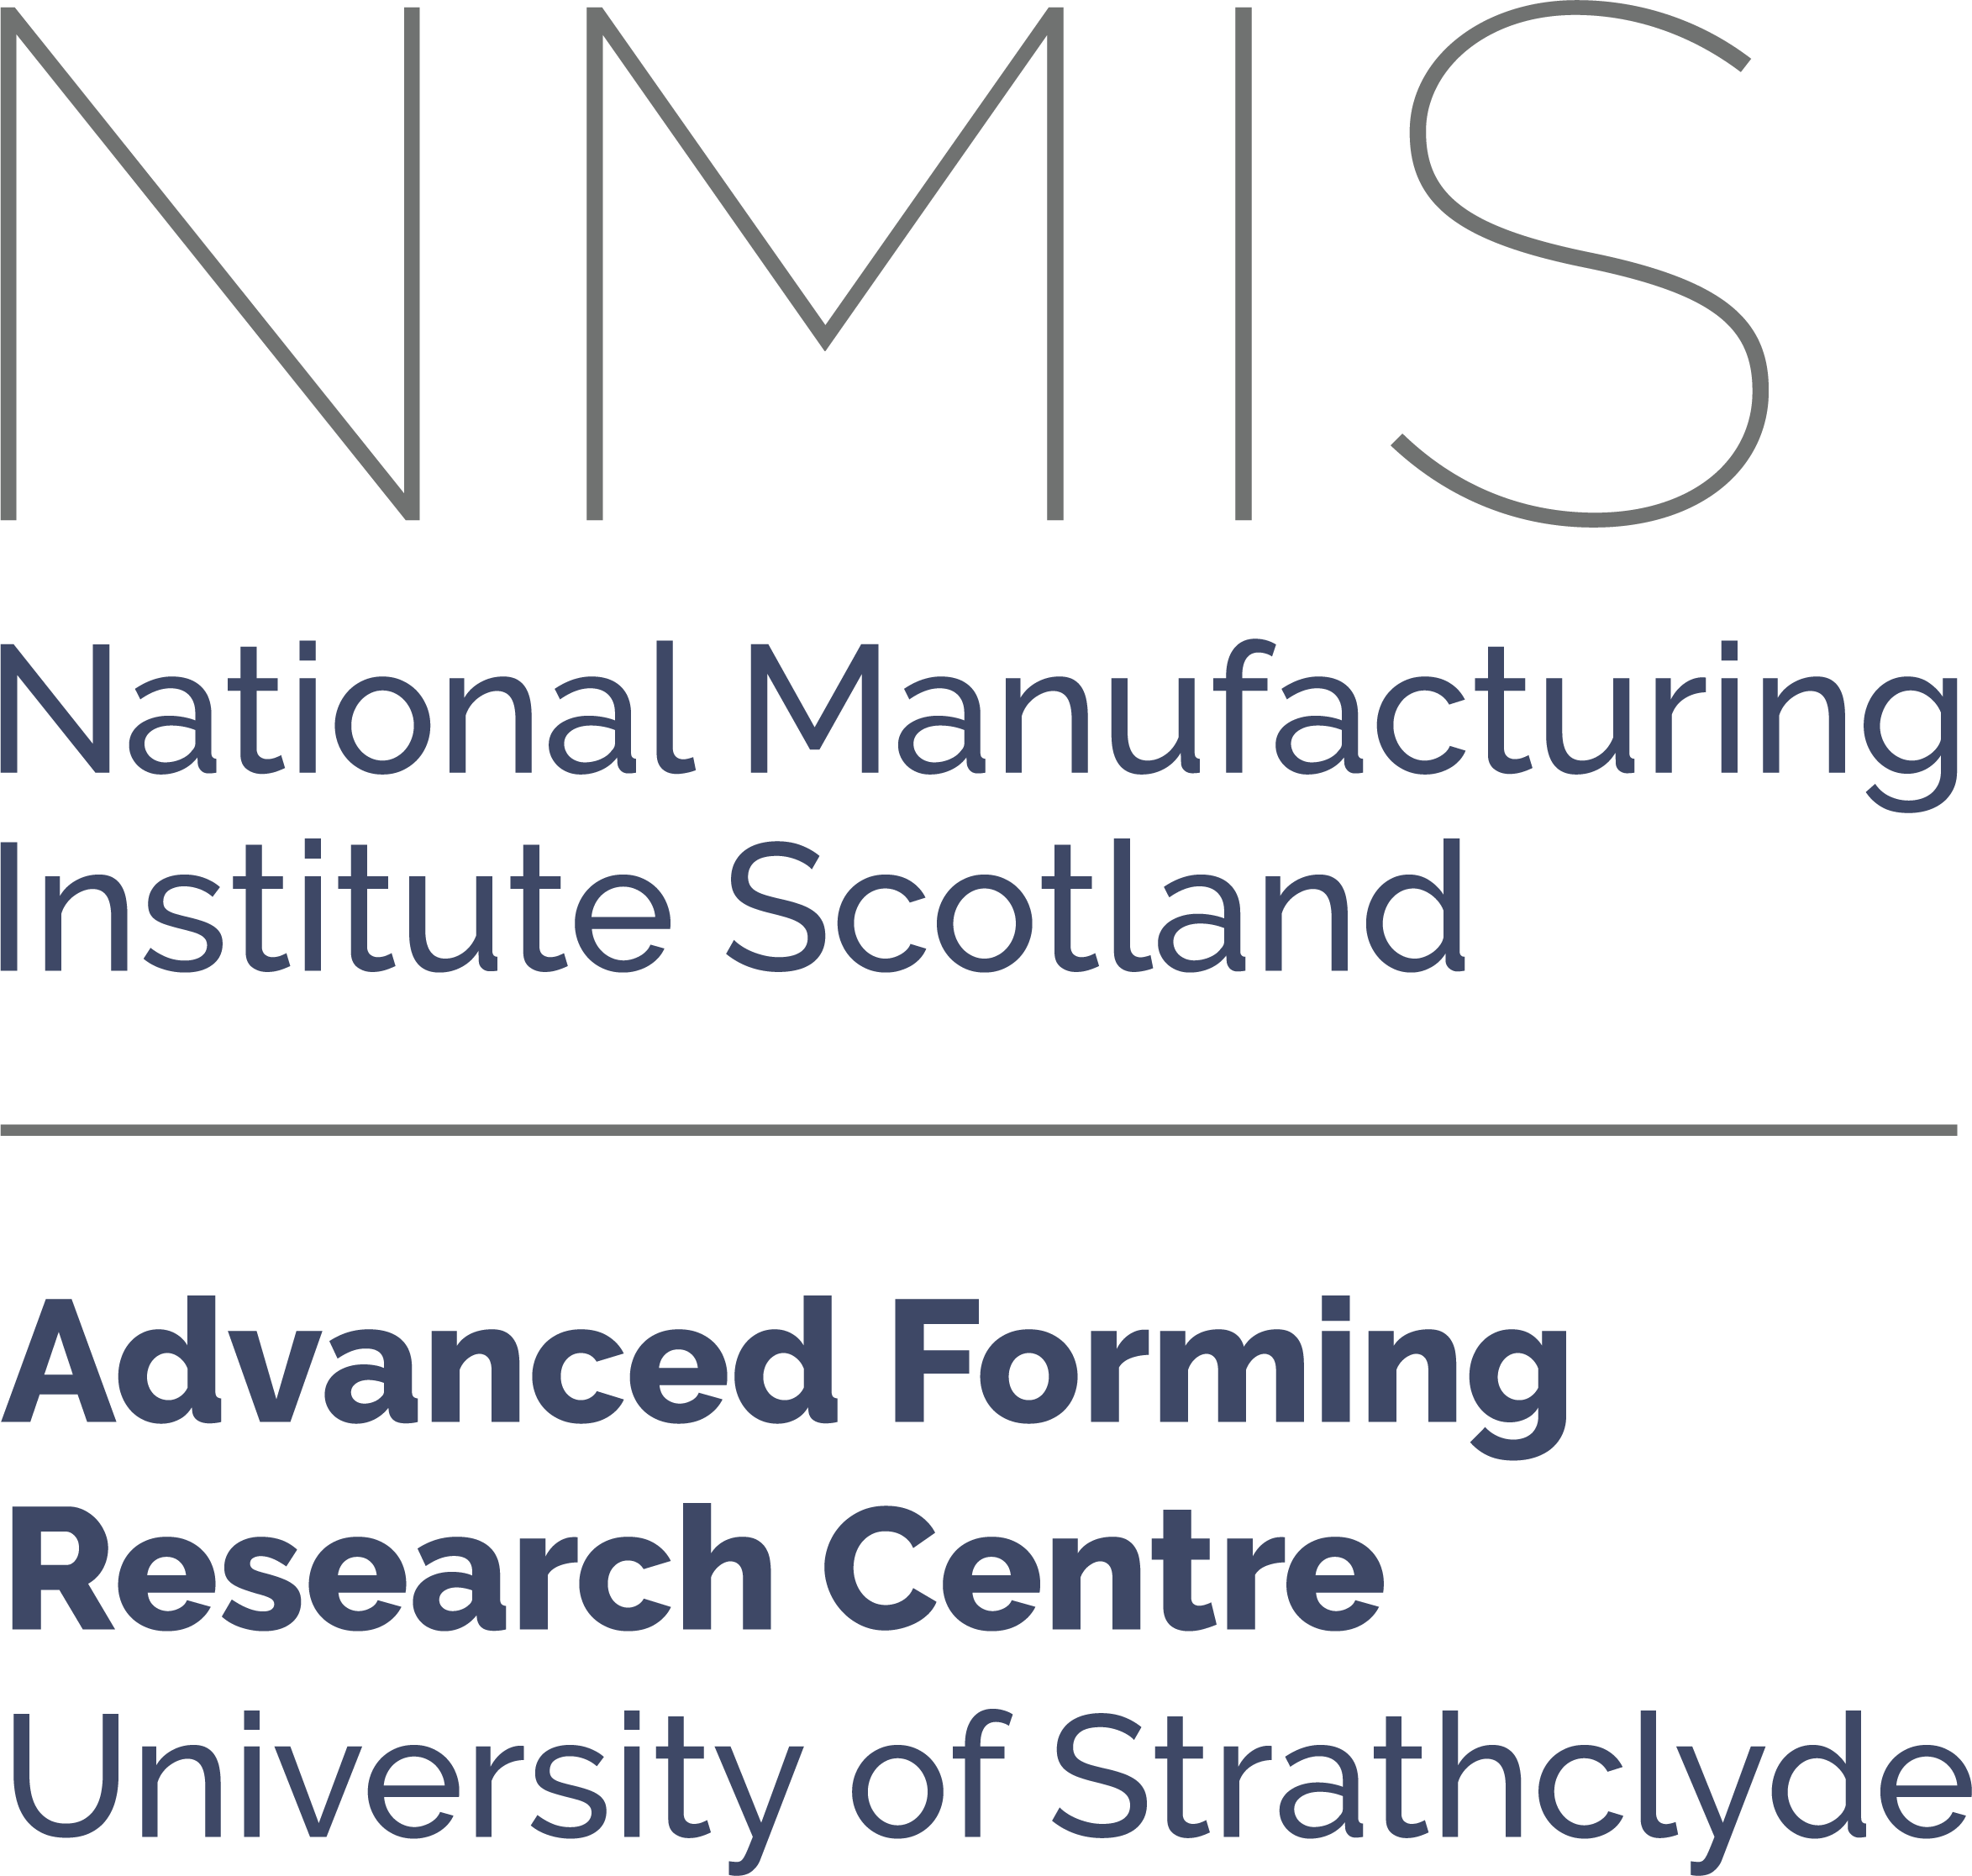 NMIS
National Manufacturing
Institute Scotland
Advanced Forming
Research Centre
University of Strathclyde